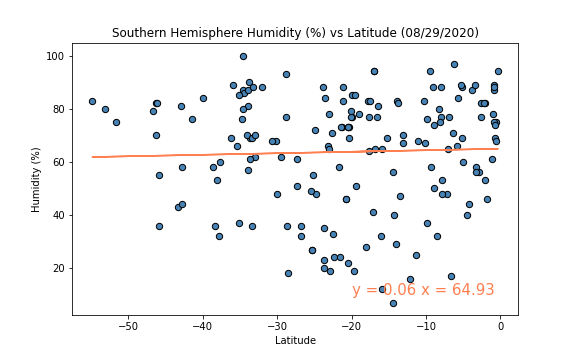 Southern Hemisphere Humidity (%) vs Latitude (08/29/2020)
100
80
60
40
20
Humidity (%)
y = 0.06 x = 64.93
−50
−40
−30
−20
−10
0
Latitude